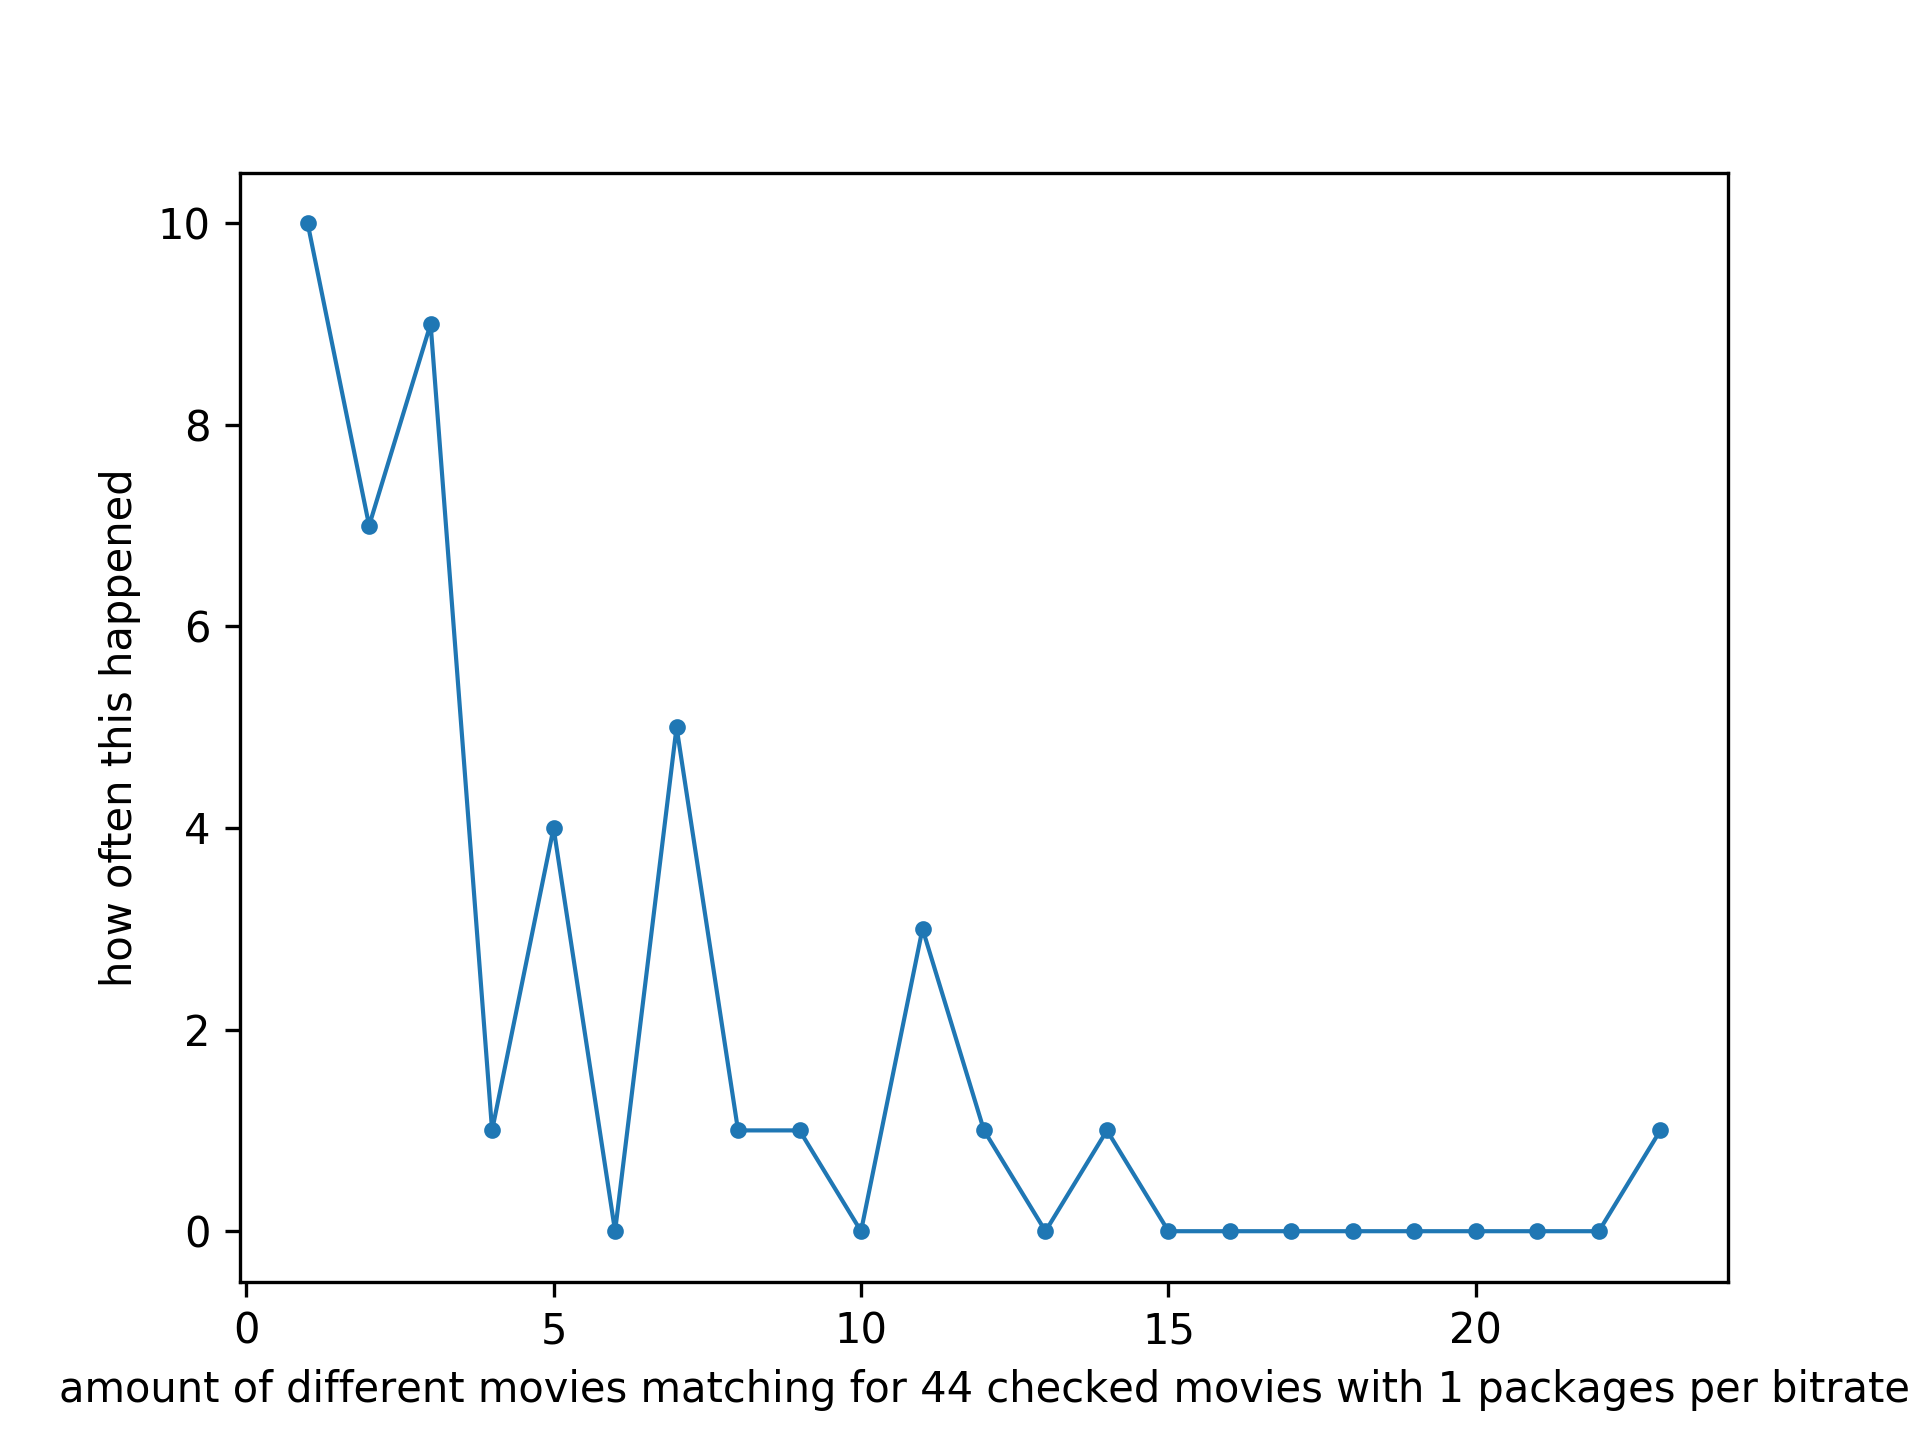 10
8
6
4
2
0
how often this happened
0 5 10 15 20
amount of different movies matching for 44 checked movies with 1 packages per bitrate